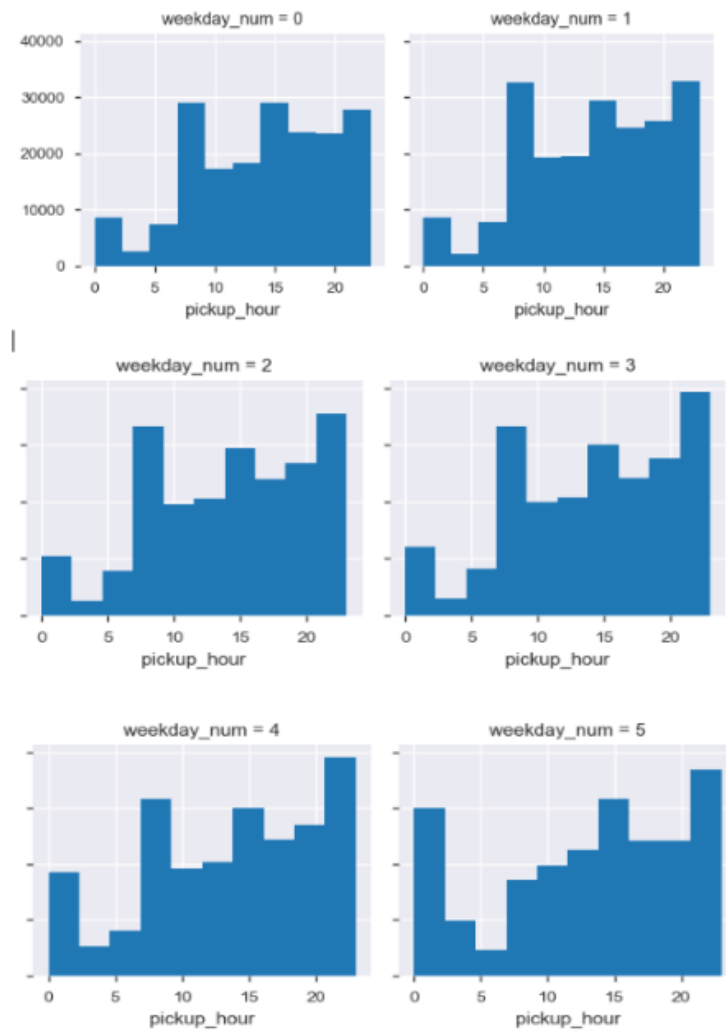 weekday_num = 0
weekday_num = 1
40000
30000
20000
10000
0
0 5 10 15 20
0 5 10 15 20
pickup_hour
pickup_hour
weekday_num = 2
weekday_num = 3
0 5 10 15 20
0 5 10 15 20
pickup_hour
pickup_hour
weekday_num = 4
weekday_num = 5
0 5 10 15 20
0 5 10 15 20
pickup_hour
pickup_hour